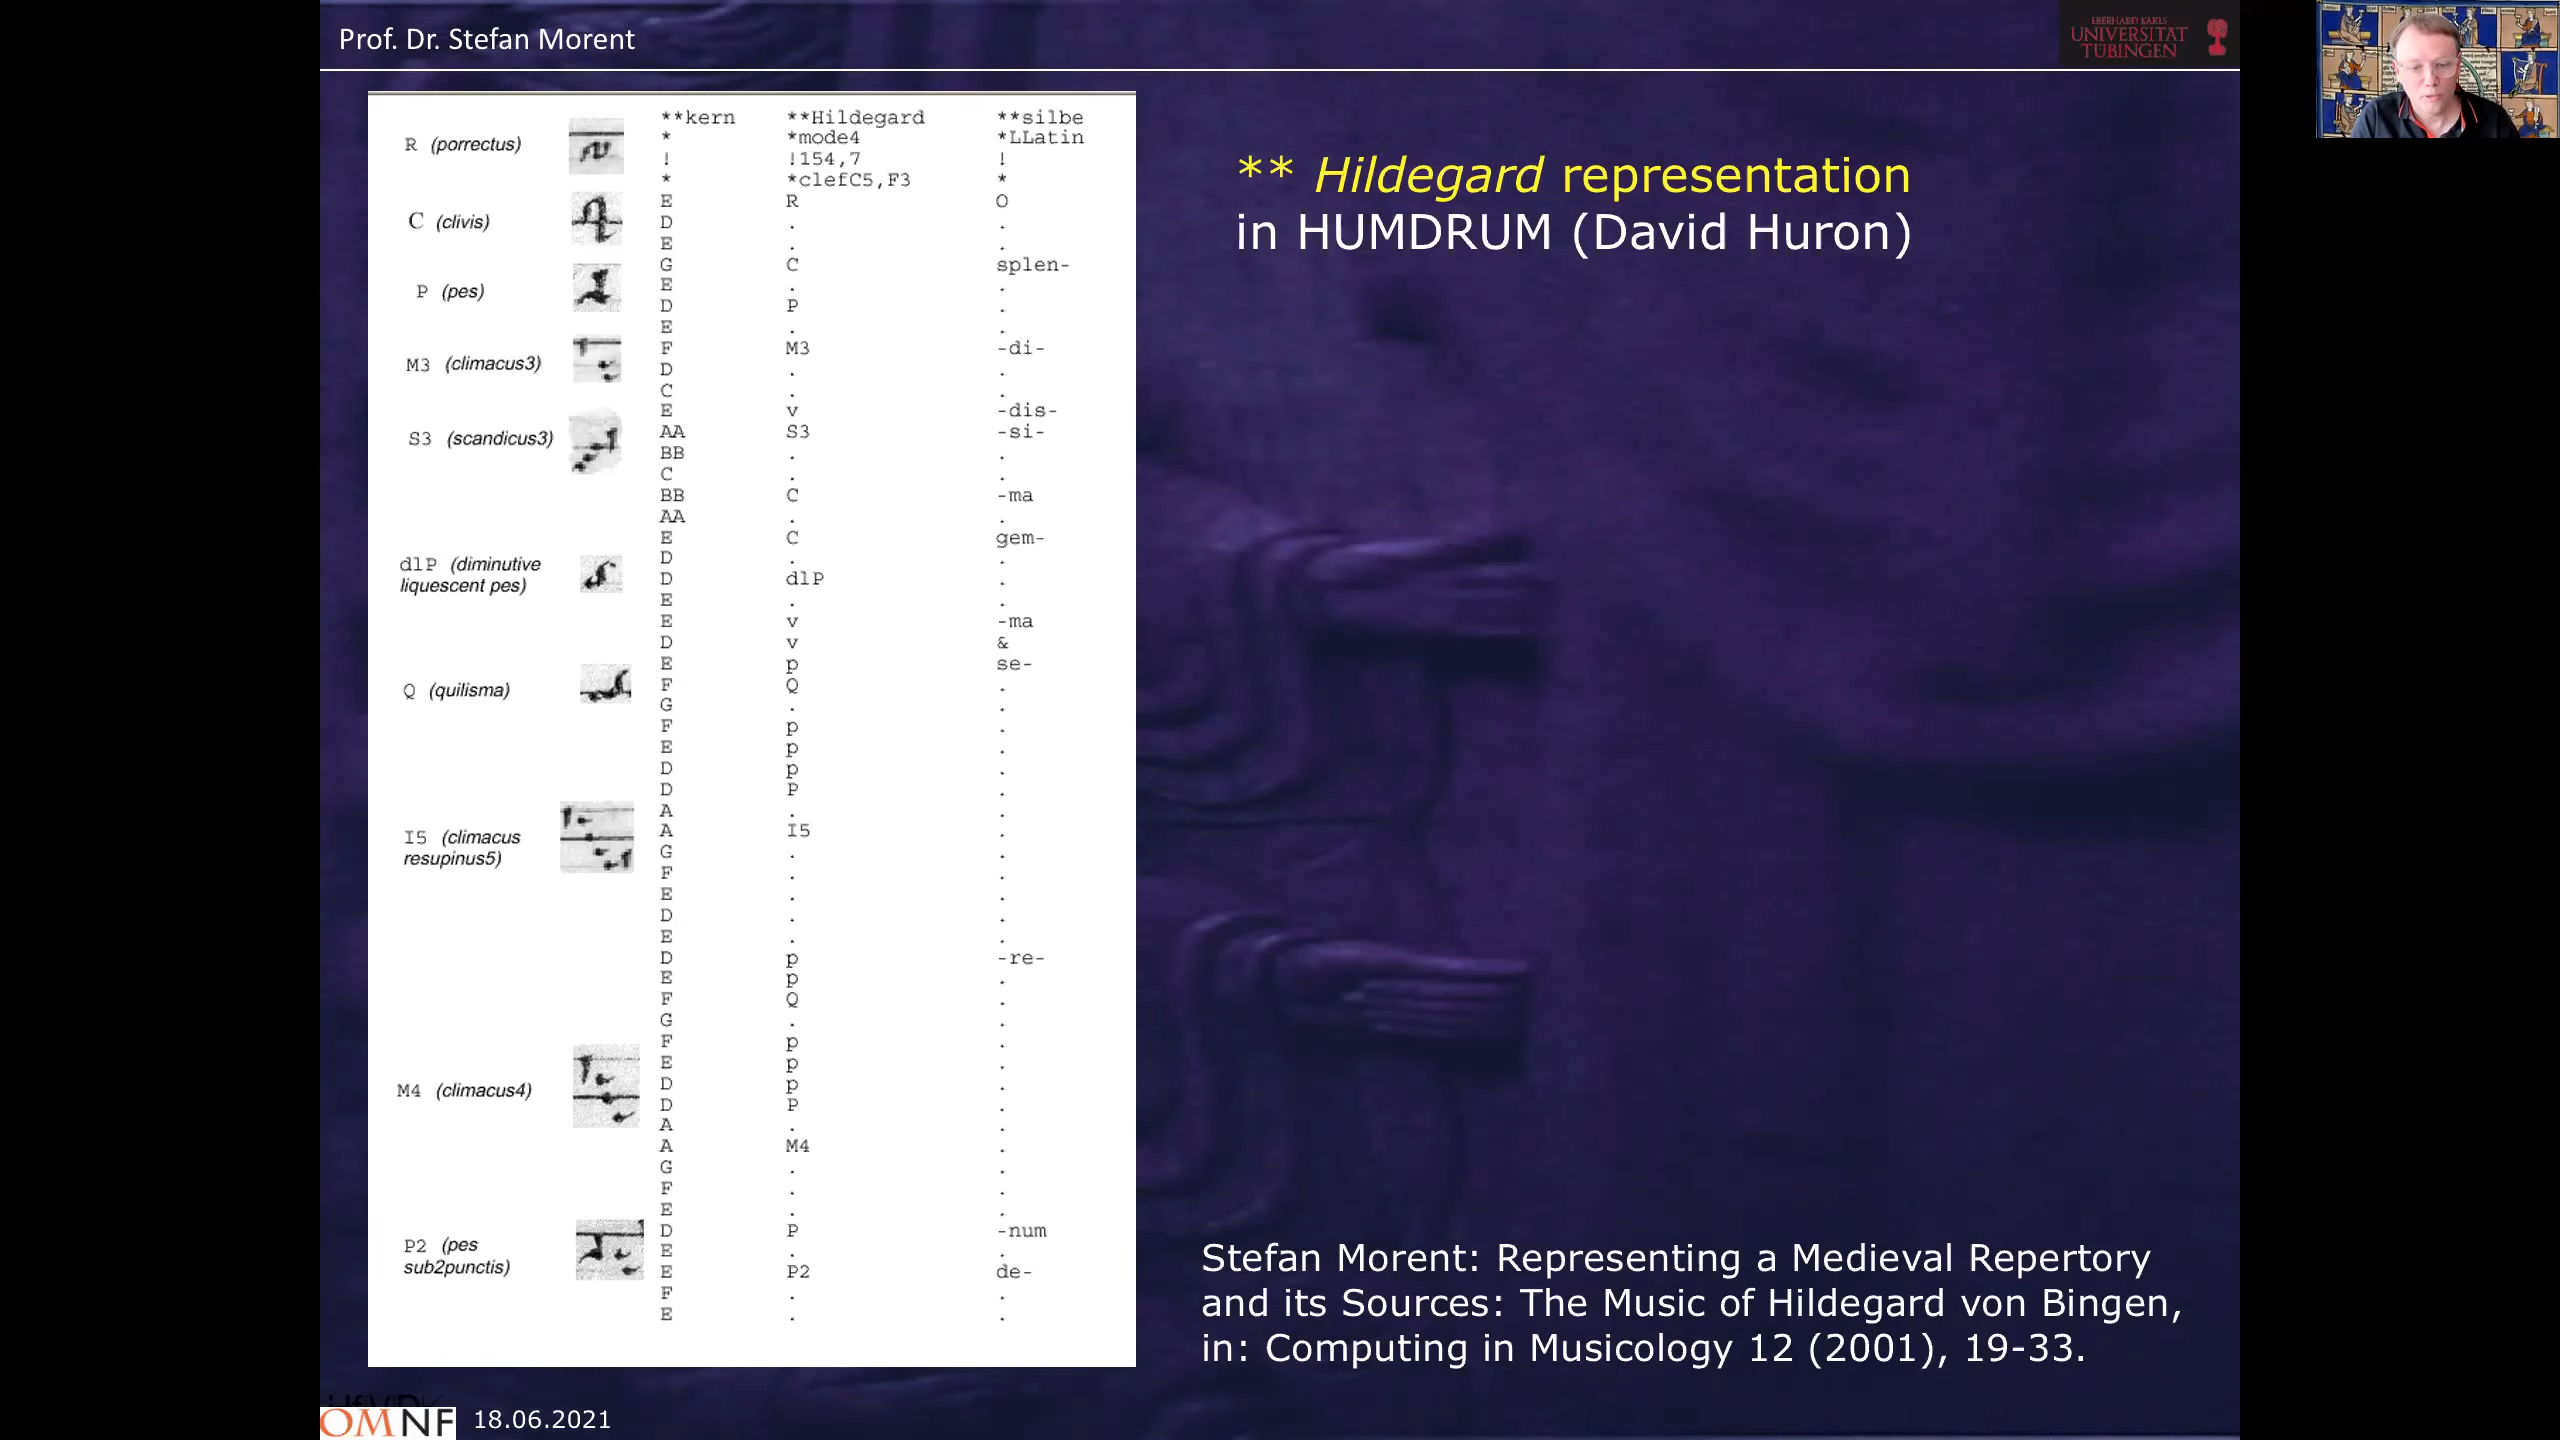 Prof. Dr. Stefan Morent
EBERHARD KARLS
UNIVERSITÄT
TÜBINGEN
R (porrectus)
C (clivis)
P (pes)
M3 (climacus3)
S3 (scandicus3)
dlP (diminutive
liquescent pes)
Q (quilisma)
I5 (climacus
resupinus5)
M4 (climacus4)
P2 (pes
sub2punctis)
**kern **Hildegard **silbe
* *mode4 *LLatin
! !154,7 !
* *clefC5,F3 *
E R O
D . .
E . .
G C splen-
E . .
D P .
E . .
F M3 -di-
D . .
C . .
E v -dis-
AA S3 -si-
BB . .
C . .
BB C -ma
AA . .
E C gem-
D . .
D dlP .
E . .
E v -ma
D v &
E p se-
F Q .
G . .
F p .
E p .
D p .
D P .
A . .
A I5 .
G . .
F . .
E . .
D . .
E . .
D p -re-
E p .
F Q .
G . .
F p .
E p .
D p .
D P .
A . .
A M4 .
G . .
F . .
E . .
D P -num
E . .
E P2 de-
F . .
E . .
** Hildegard representation
in HUMDRUM (David Huron)
Stefan Morent: Representing a Medieval Repertory
and its Sources: The Music of Hildegard von Bingen,
in: Computing in Musicology 12 (2001), 19-33.
OMNF 18.06.2021